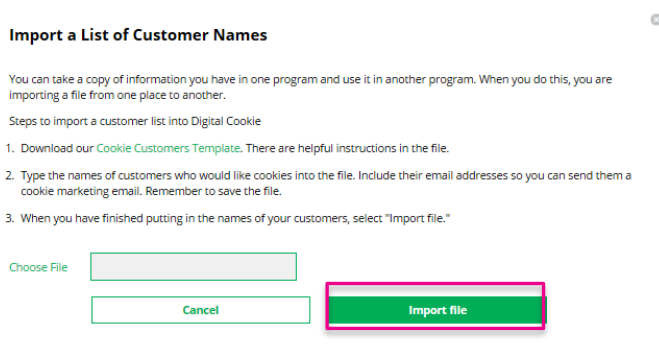 Import a List of Customer Names
You can take a copy of information you have in one program and use it in another program. When you do this, you are
importing a file from one place to another.
Steps to import a customer list into Digital Cookie
1. Download our Cookie Customers Template. There are helpful instructions in the file.
2. Type the names of customers who would like cookies into the file. Include their email addresses so you can send them a
cookie marketing email. Remember to save the file.
3. When you have finished putting in the names of your customers, select "Import file."
Choose File
Cancel
Import file